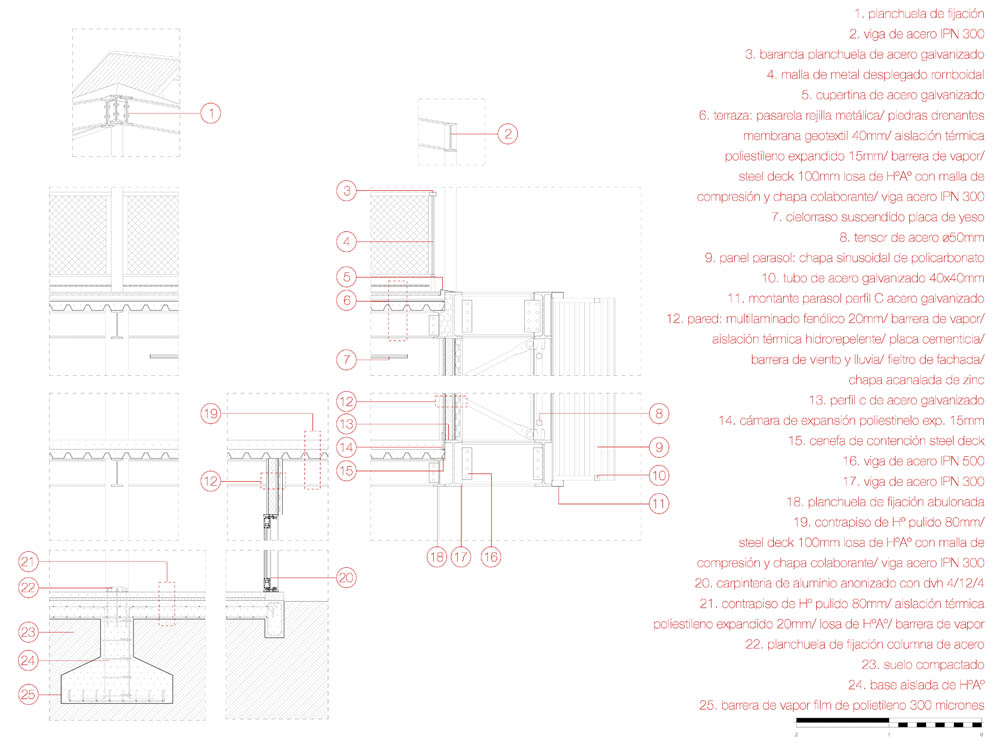 1. planchuela de fijación
2. viga de acero IPN 300
3. baranda planchuela de acero galvanizado
4. malla de metal desplegado romboidal
5. cupertina de acero galvanizado
6. terraza: pasarela rejilla metálica/ piedras drenantes
membrana geotextil 40mm/ aislación térmica
poliestileno expandido 15mm/ barrera de vapor/
steel deck 100mm losa de HºAº con malla de
compresión y chapa colaborante/ viga acero IPN 300
7. cielorraso suspendido placa de yeso
8. tensor de acero ø50mm
9. panel parasol: chapa sinusoidal de policarbonato
10. tubo de acero galvanizado 40x40mm
11. montante parasol perfil C acero galvanizado
12. pared: multilaminado fenólico 20mm/ barrera de vapor/
aislación térmica hidrorepelente/ placa cementicia/
barrera de viento y lluvia/ fieltro de fachada/
chapa acanalada de zinc
13. perfil c de acero galvanizado
14. cámara de expansión poliestinelo exp. 15mm
15. cenefa de contención steel deck
16. viga de acero IPN 500
17. viga de acero IPN 300
18. planchuela de fijación abulonada
19. contrapiso de Hº pulido 80mm/
steel deck 100mm losa de HºAº con malla de
compresión y chapa colaborante/ viga acero IPN 300
20. carpinteria de aluminio anonizado con dvh 4/12/4
21. contrapiso de Hº pulido 80mm/ aislación térmica
poliestileno expandido 20mm/ losa de HºAº/ barrera de vapor
22. planchuela de fijación columna de acero
23. suelo compactado
24. base aislada de HºAº
25. barrera de vapor film de polietileno 300 micrones
2 1 0
1
2
3
4
5
6
7
12
13
14
15
8
9
10
11
18 17 16
19
12
20
21
22
23
24
25